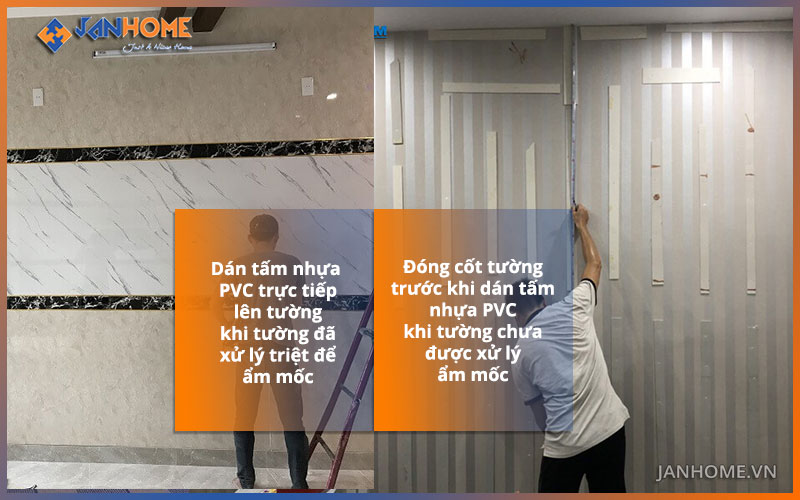 JANHOME
Just A Nicer Home
M
Dán tấm nhựa
PVC trực tiếp
lên tường
khi tường đã
xử lý triệt để
ẩm mốc
Đóng cốt tường
trước khi dán tấm
nhựa PVC
khi tường chưa
được xử lý
ẩm mốc
JANHOME.VN